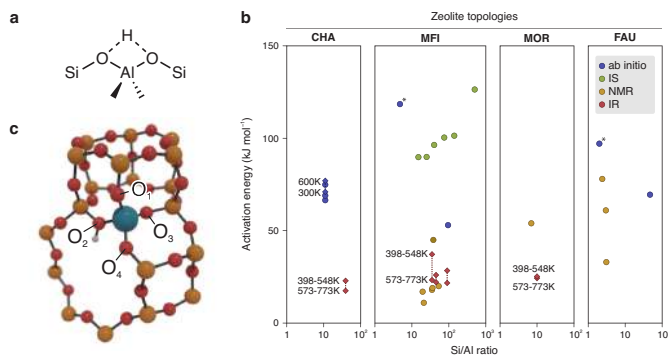 a
H
O
O
Si
Al
Si
c
O1
O2
O3
O4
b
Zeolite topologies
CHA
MFI
MOR
FAU
150
100
50
0
Activation energy (kJ mol⁻¹)
600K
300K
398-548K
573-773K
*
398-548K
573-773K
398-548K
573-773K
ab initio
IS
NMR
IR
*
1 10 10²
1 10 10² 10³
1 10 10²
1 10 10²
Si/Al ratio